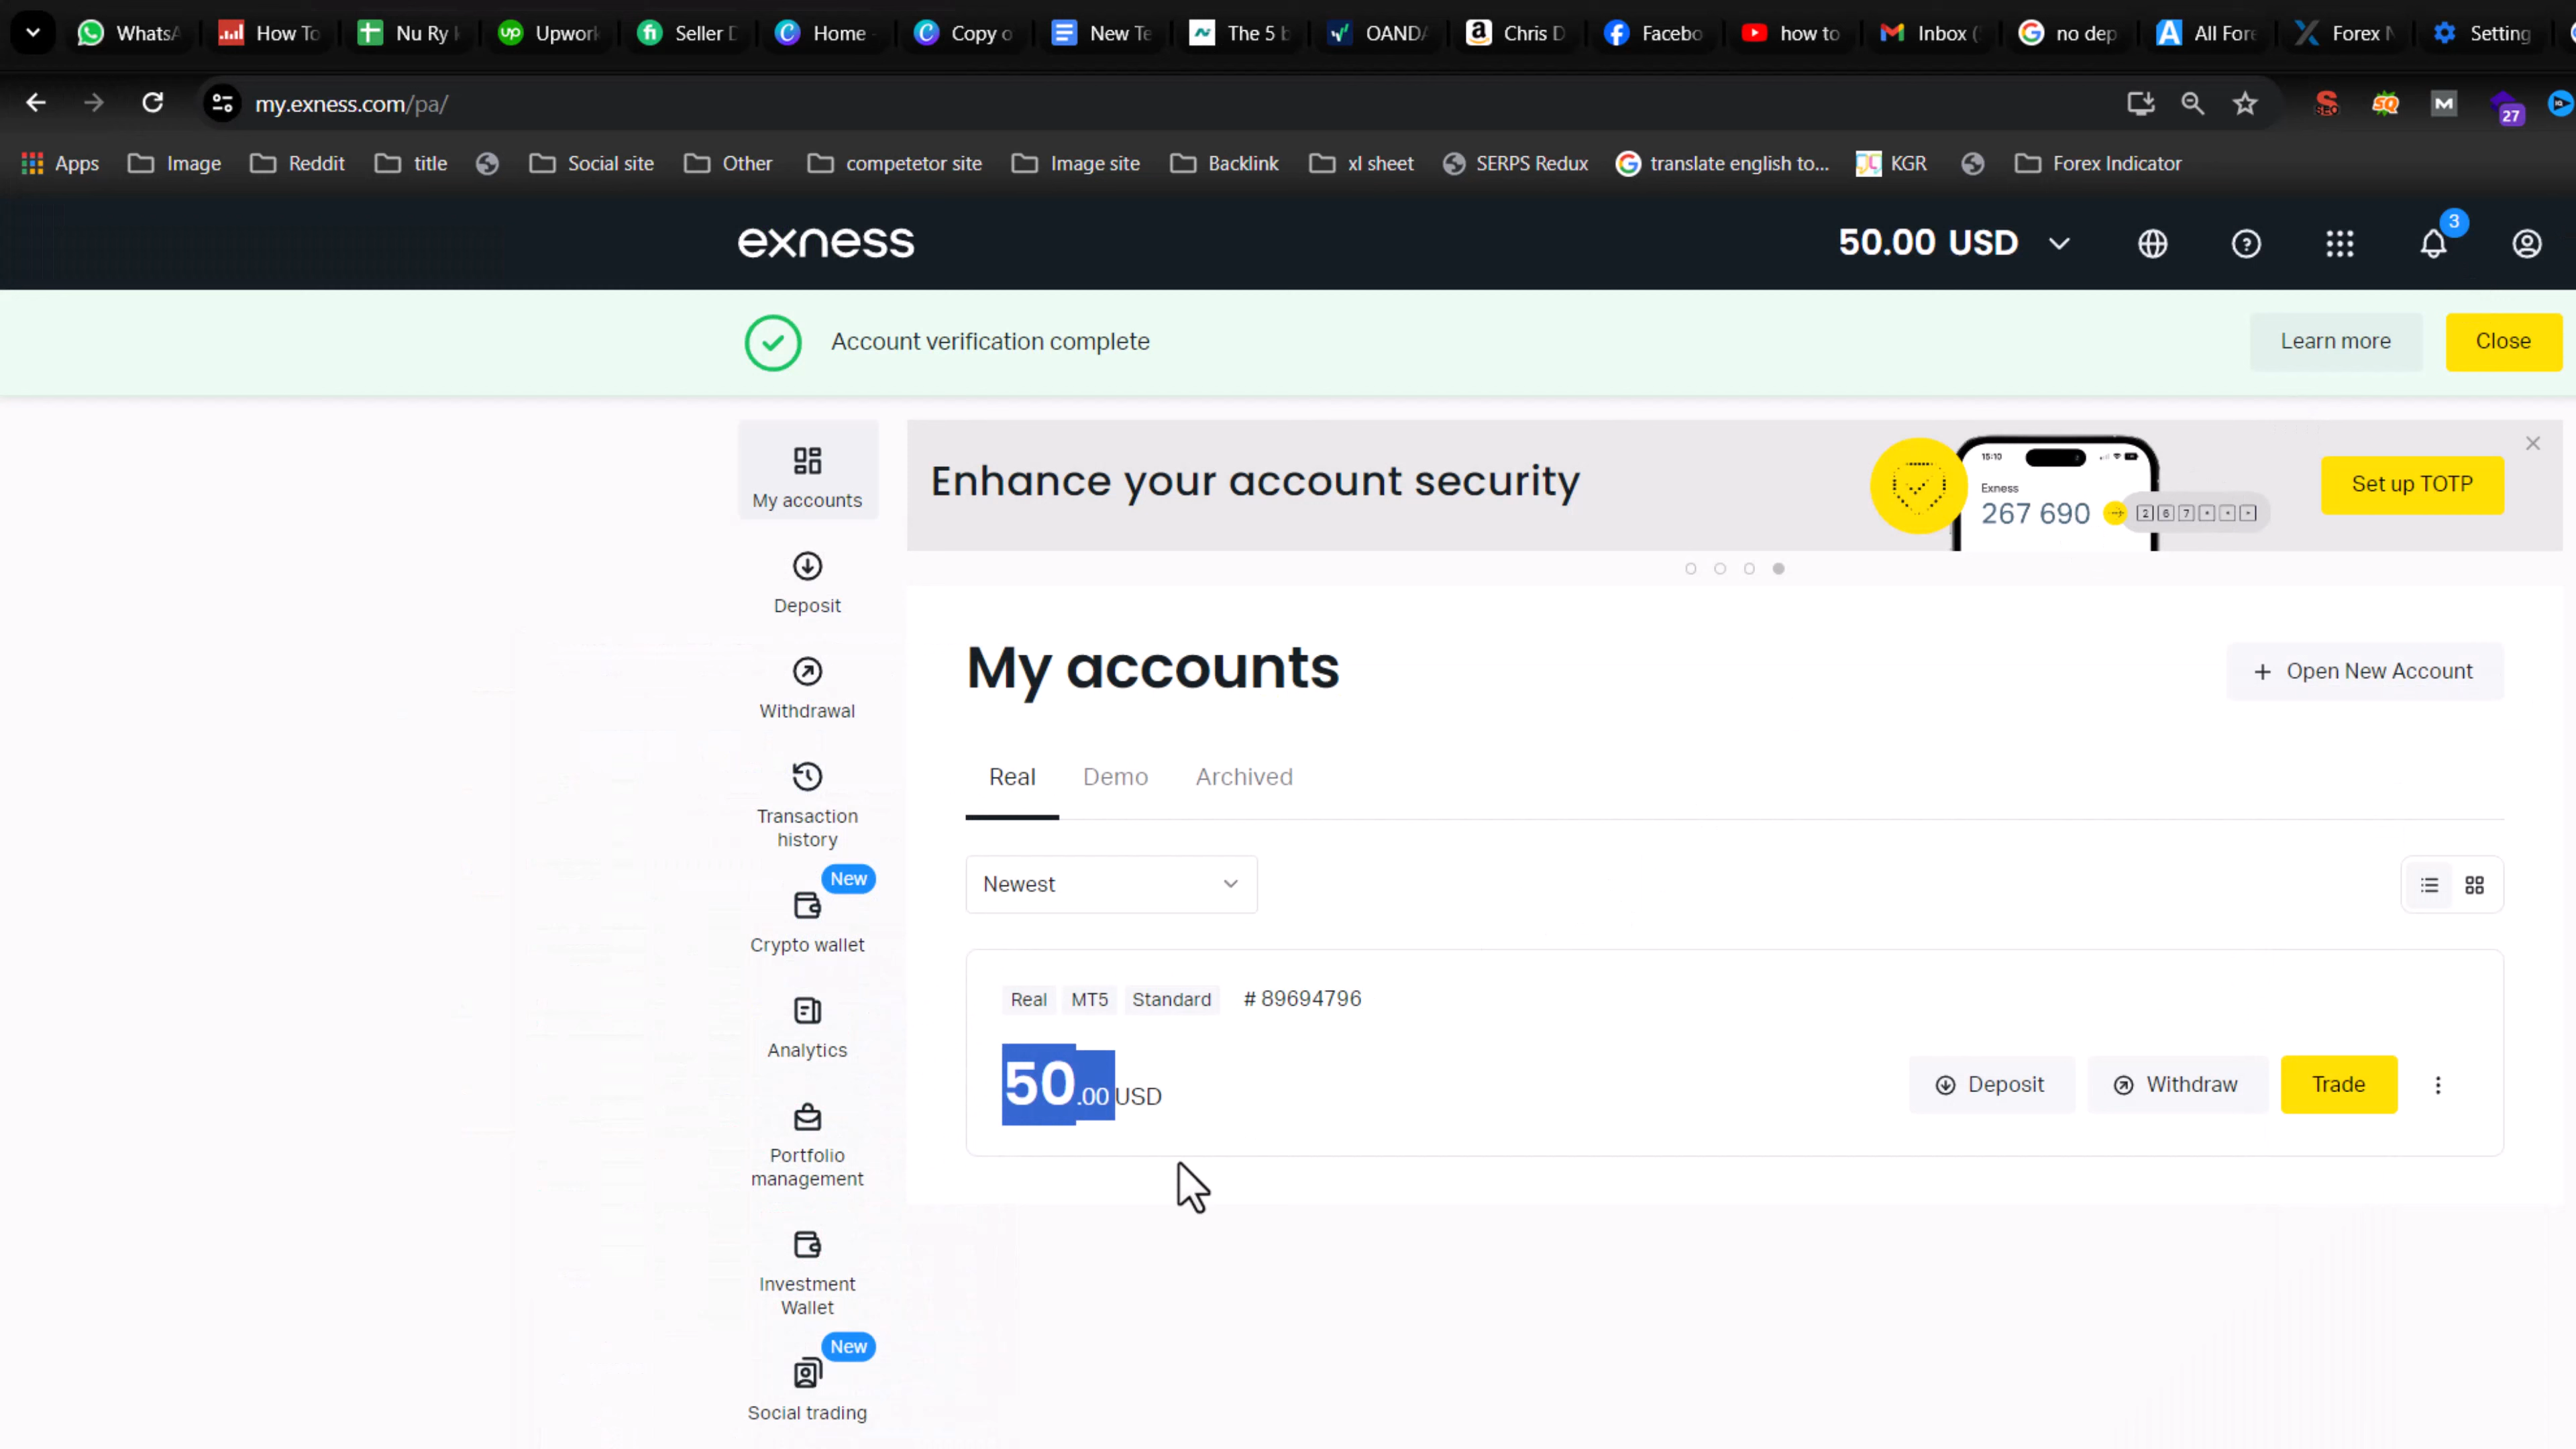 WhatsA How To Nu Ry Upwork Seller D Home Copy o New Te The 5 b OANDA Chris D Facebo how to Inbox ( no dep All Fore Forex N Setting
my.exness.com/pa/
27
Apps Image Reddit title Social site Other competetor site Image site Backlink xl sheet SERPS Redux translate english to... KGR Forex Indicator
exness 50.00 USD 3
Account verification complete Learn more Close
Enhance your account security Set up TOTP
15:10
Exness
267 690 2 6 7
My accounts
Deposit
Withdrawal
Transaction
history
New
Crypto wallet
Analytics
Portfolio
management
Investment
Wallet
New
Social trading
My accounts + Open New Account
Real Demo Archived
Newest
Real MT5 Standard # 89694796
50.00 USD Deposit Withdraw Trade